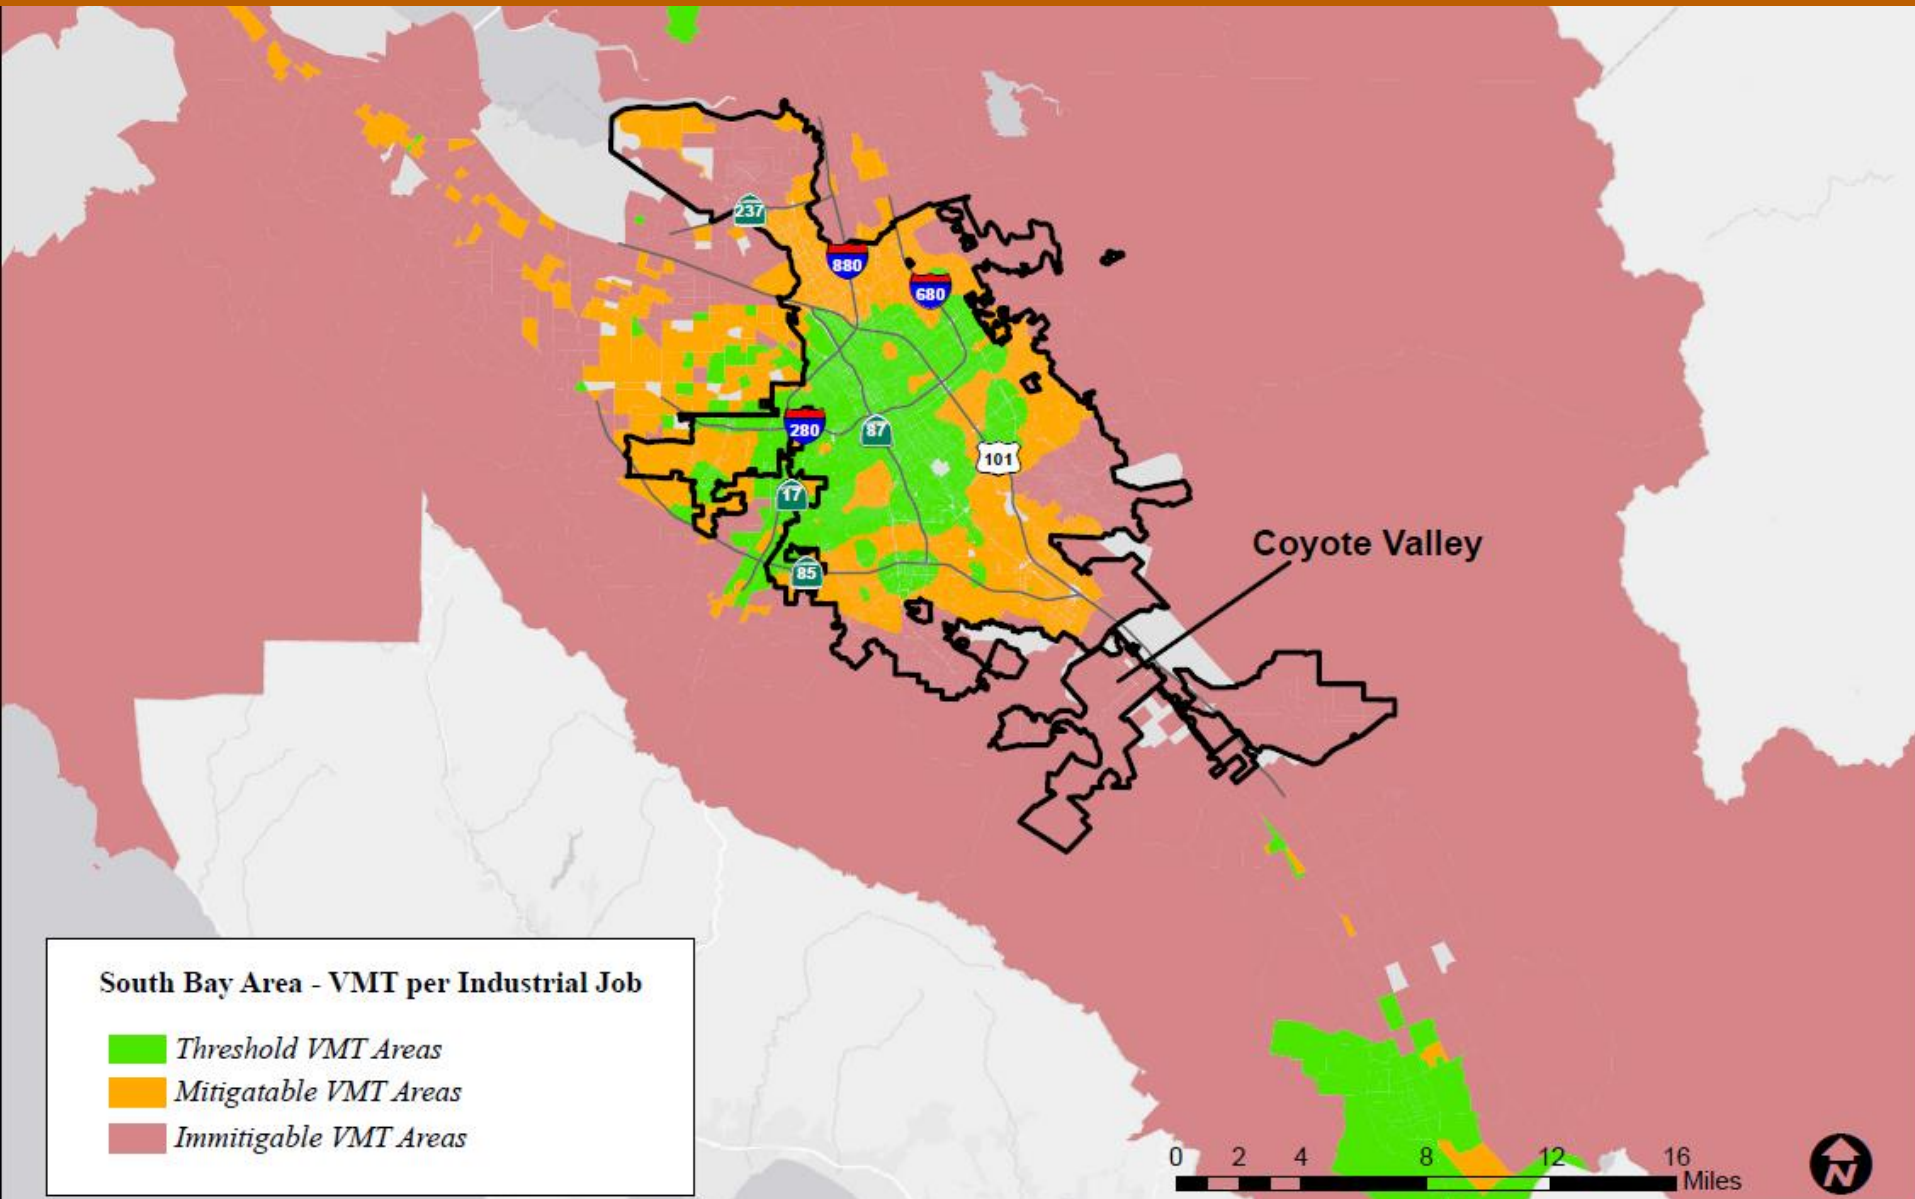 237
880
680
280
87
101
17
85
Coyote Valley
South Bay Area - VMT per Industrial Job
Threshold VMT Areas
Mitigatable VMT Areas
Immitigable VMT Areas
0 2 4 8 12 16
Miles
N